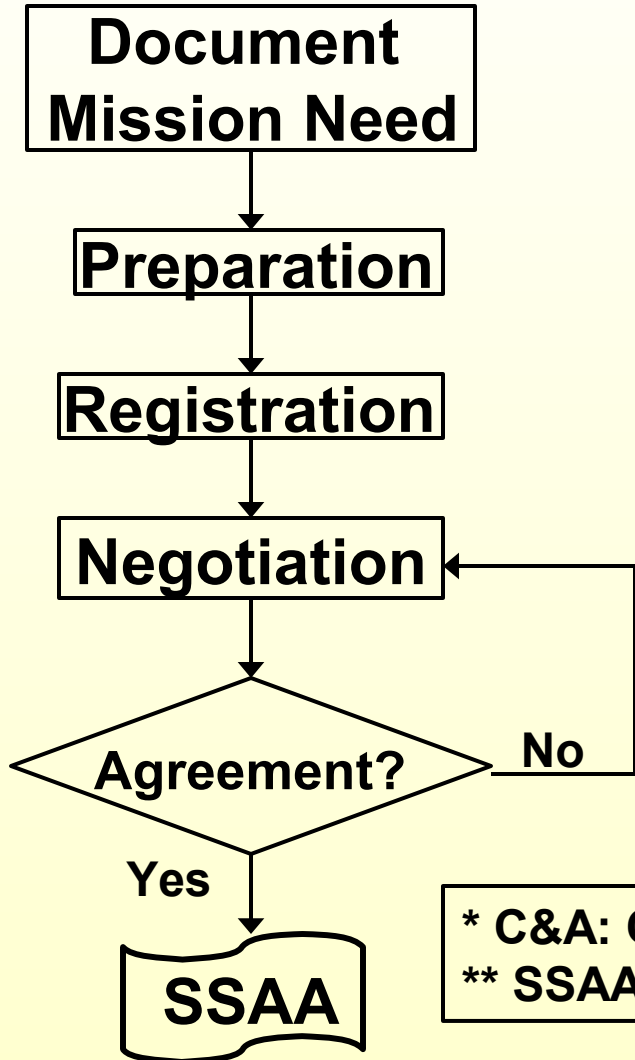 Document
Mission Need
Preparation
Registration
Negotiation
Agreement?
No
Yes
SSAA
* C&A:
** SSAA